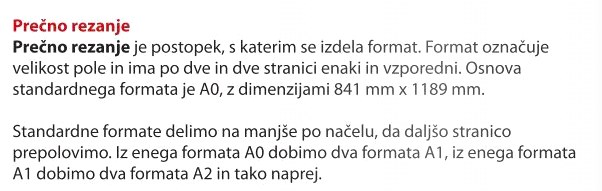 Prečno rezanje
Prečno rezanje je postopek, s katerim se izdela format. Format označuje
velikost pole in ima po dve in dve stranici enaki in vzporedni. Osnova
standardnega formata je A0, z dimenzijami 841 mm x 1189 mm.
Standardne formate delimo na manjše po načelu, da daljšo stranico
prepolovimo. Iz enega formata A0 dobimo dva formata A1, iz enega formata
A1 dobimo dva formata A2 in tako naprej.